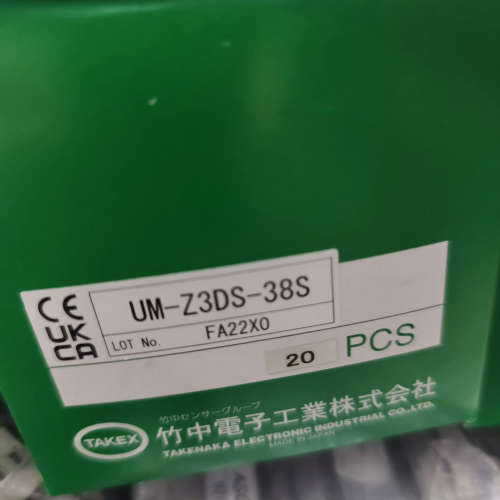 CE
UK
CA
UM-Z3DS-38S
LOT No. FA22X0
20 PCS
竹中センサーグループ
TAKEX 竹中電子工業株式会社
TAKENAKA ELECTRONIC INDUSTRIAL CO.,LTD.
MADE IN JAPAN